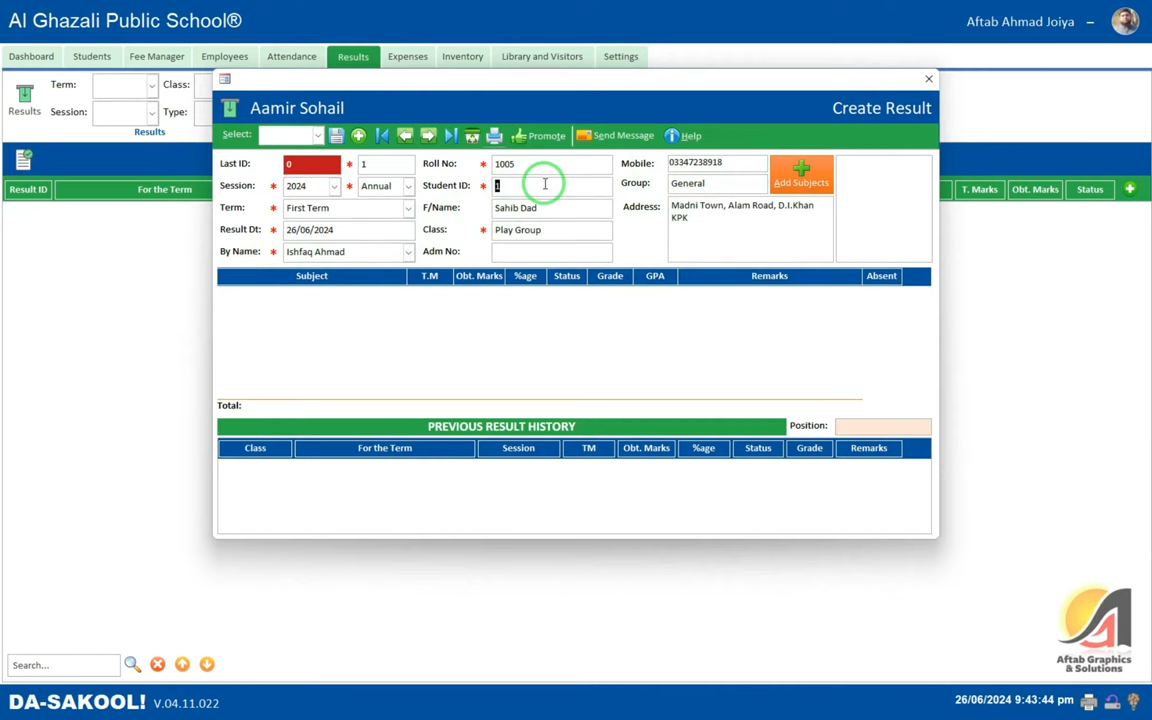 Al Ghazali Public School®
Aftab Ahmad Joiya
Dashboard Students Fee Manager Employees Attendance Results Expenses Inventory Library and Visitors Settings
Results
Term:
Class:
Session:
Type:
Results
Aamir Sohail
Create Result
Select:
Promote
Send Message
Help
Last ID: * 0 1 Roll No: * 1005 Mobile: 03347238918
Session: * 2024 * Annual Student ID: * 1 Group: General
Add Subjects
Term: * First Term F/Name: Sahib Dad Address: Madni Town, Alam Road, D.I.Khan
KPK
Result Dt: * 26/06/2024 Class: * Play Group
By Name: * Ishfaq Ahmad Adm No:
Result ID For the Term T. Marks Obt. Marks Status
Subject T.M Obt. Marks %age Status Grade GPA Remarks Absent
Total:
PREVIOUS RESULT HISTORY Position:
Class For the Term Session TM Obt. Marks %age Status Grade Remarks
Search...
Aftab Graphics
& Solutions
DA-SAKOOL! V.04.11.022
26/06/2024 9:43:44 pm